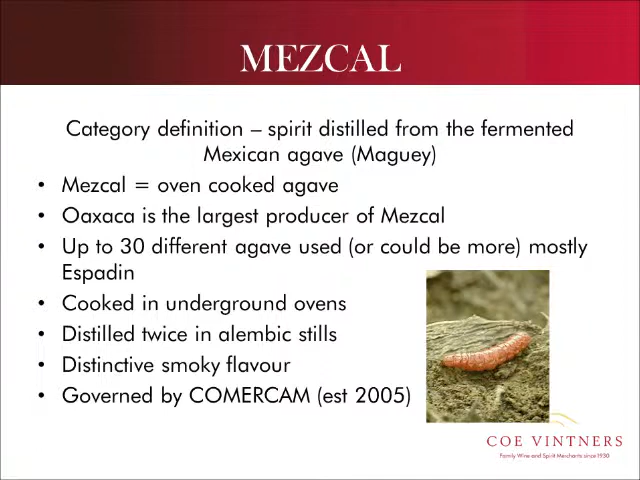 MEZCAL
Category definition – spirit distilled from the fermented
Mexican agave (Maguey)
• Mezcal = oven cooked agave
• Oaxaca is the largest producer of Mezcal
• Up to 30 different agave used (or could be more) mostly
Espadin
• Cooked in underground ovens
• Distilled twice in alembic stills
• Distinctive smoky flavour
• Governed by COMERCAM (est 2005)
COE VINTNERS
Family Wine and Spirit Merchants since 1930